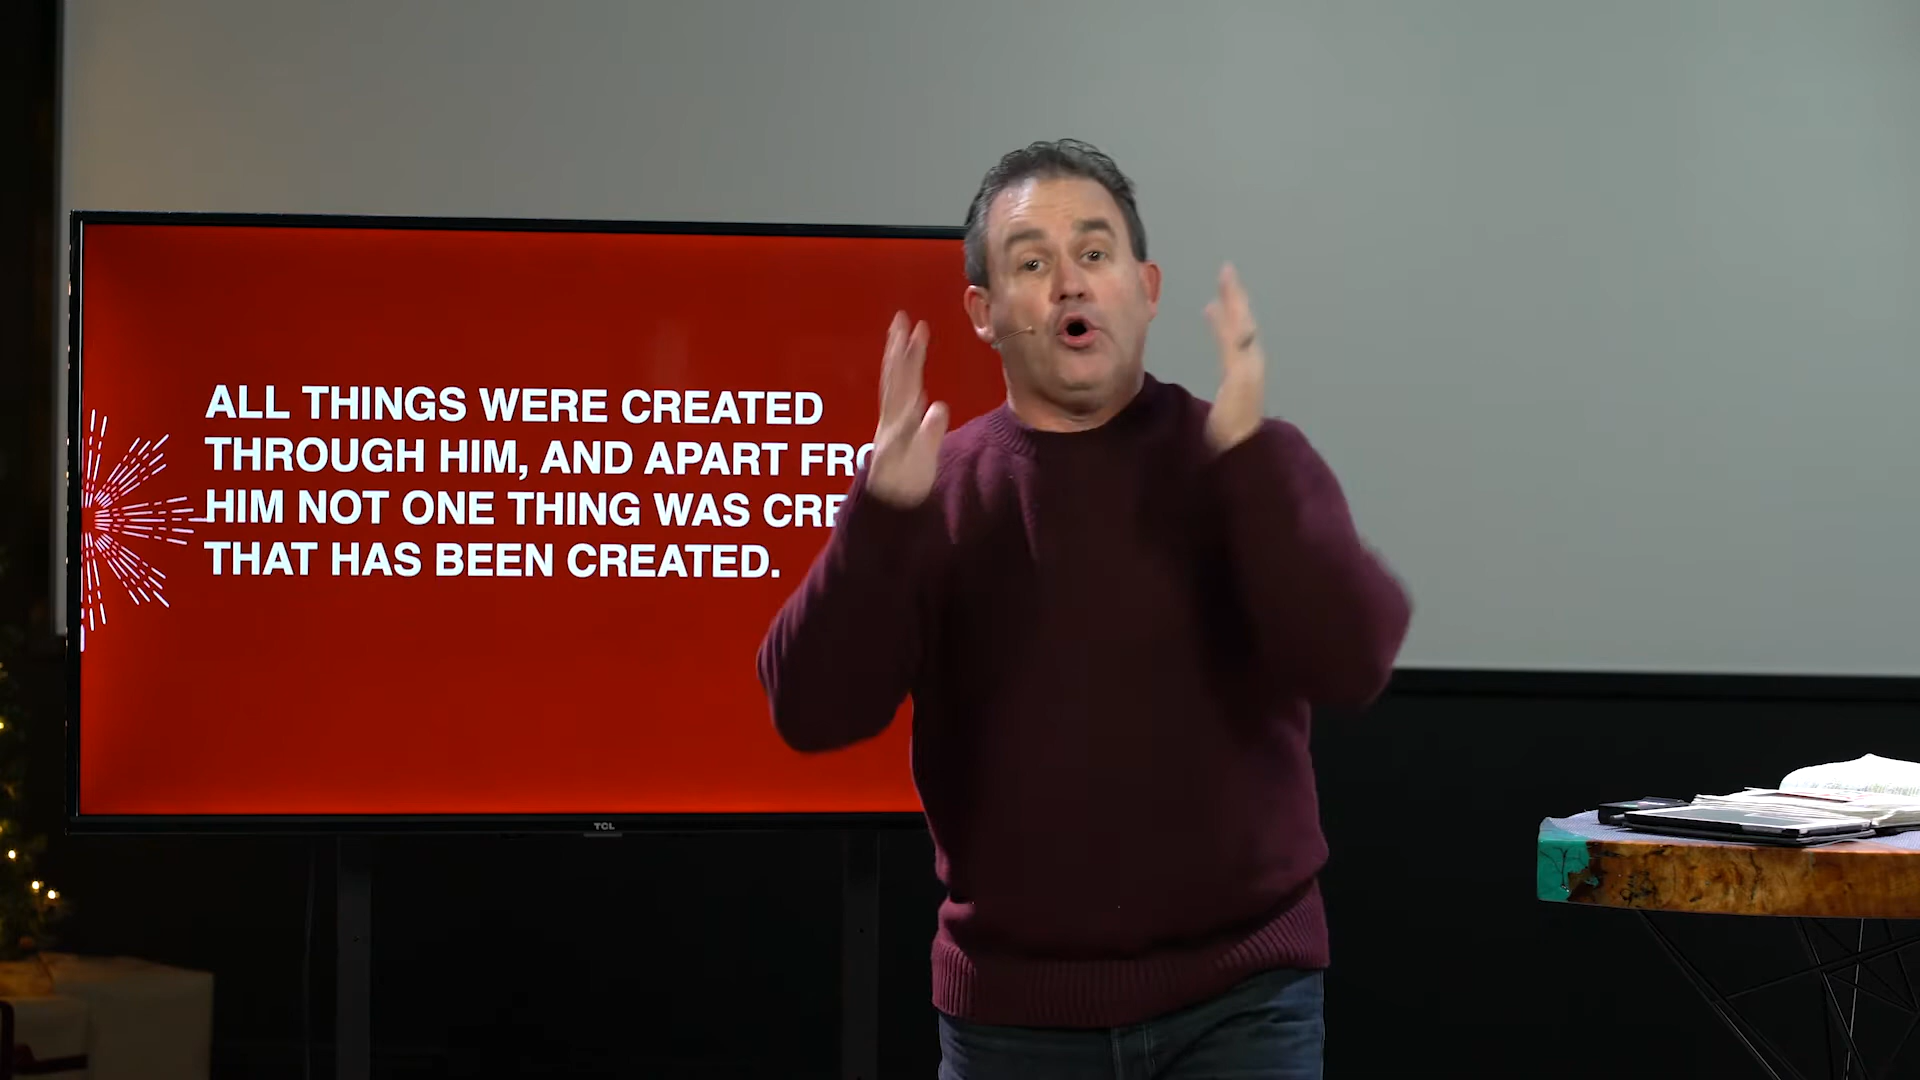 ALL THINGS WERE CREATED
THROUGH HIM, AND APART
HIM NOT ONE THING WAS
THAT HAS BEEN CREATED.
TCL